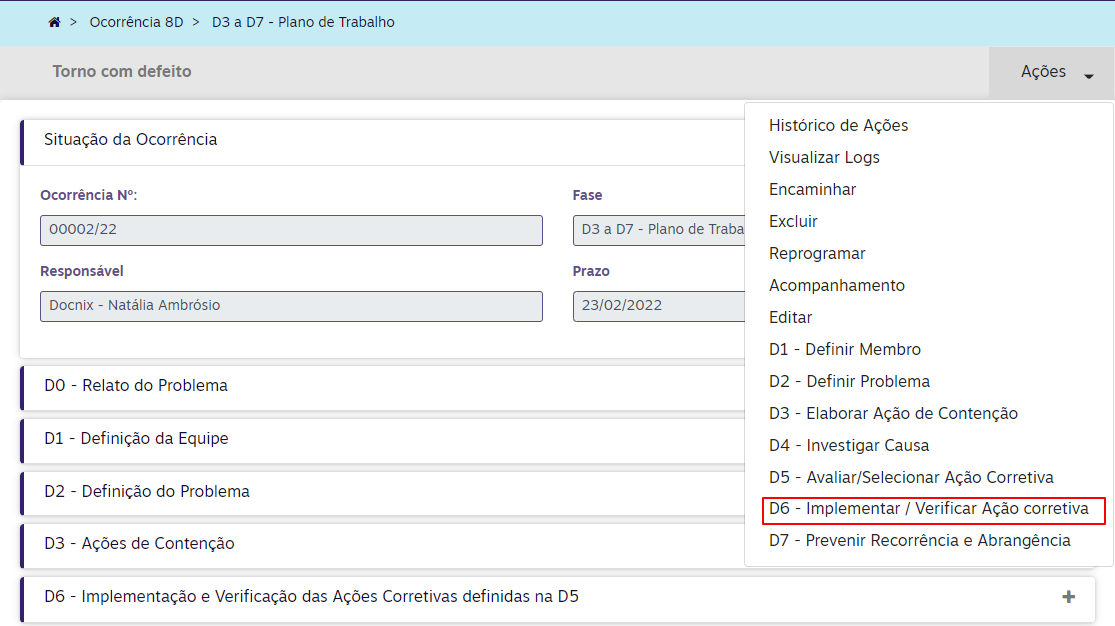 > Ocorrência 8D > D3 a D7 - Plano de Trabalho
Torno com defeito
Ações
Situação da Ocorrência
Ocorrência Nº:
00002/22
Fase
D3 a D7 - Plano de Traba
Responsável
Docnix - Natália Ambrósio
Prazo
23/02/2022
D0 - Relato do Problema
D1 - Definição da Equipe
D2 - Definição do Problema
D3 - Ações de Contenção
D6 - Implementação e Verificação das Ações Corretivas definidas na D5
Histórico de Ações
Visualizar Logs
Encaminhar
Excluir
Reprogramar
Acompanhamento
Editar
D1 - Definir Membro
D2 - Definir Problema
D3 - Elaborar Ação de Contenção
D4 - Investigar Causa
D5 - Avaliar/Selecionar Ação Corretiva
D6 - Implementar / Verificar Ação corretiva
D7 - Prevenir Recorrência e Abrangência